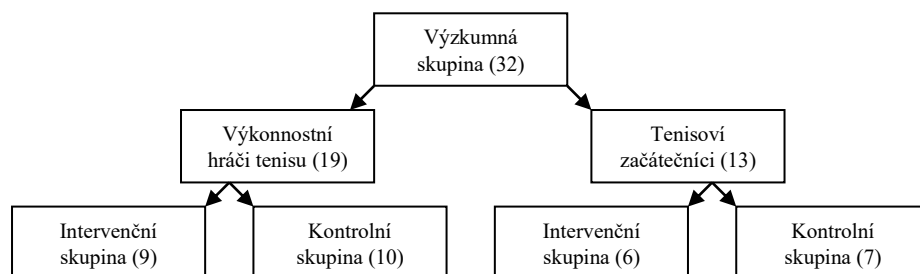 Výzkumná
skupina (32)
Výkonnostní
hráči tenisu (19)
Tenisoví
začátečníci (13)
Intervenční
skupina (9)
Kontrolní
skupina (10)
Intervenční
skupina (6)
Kontrolní
skupina (7)